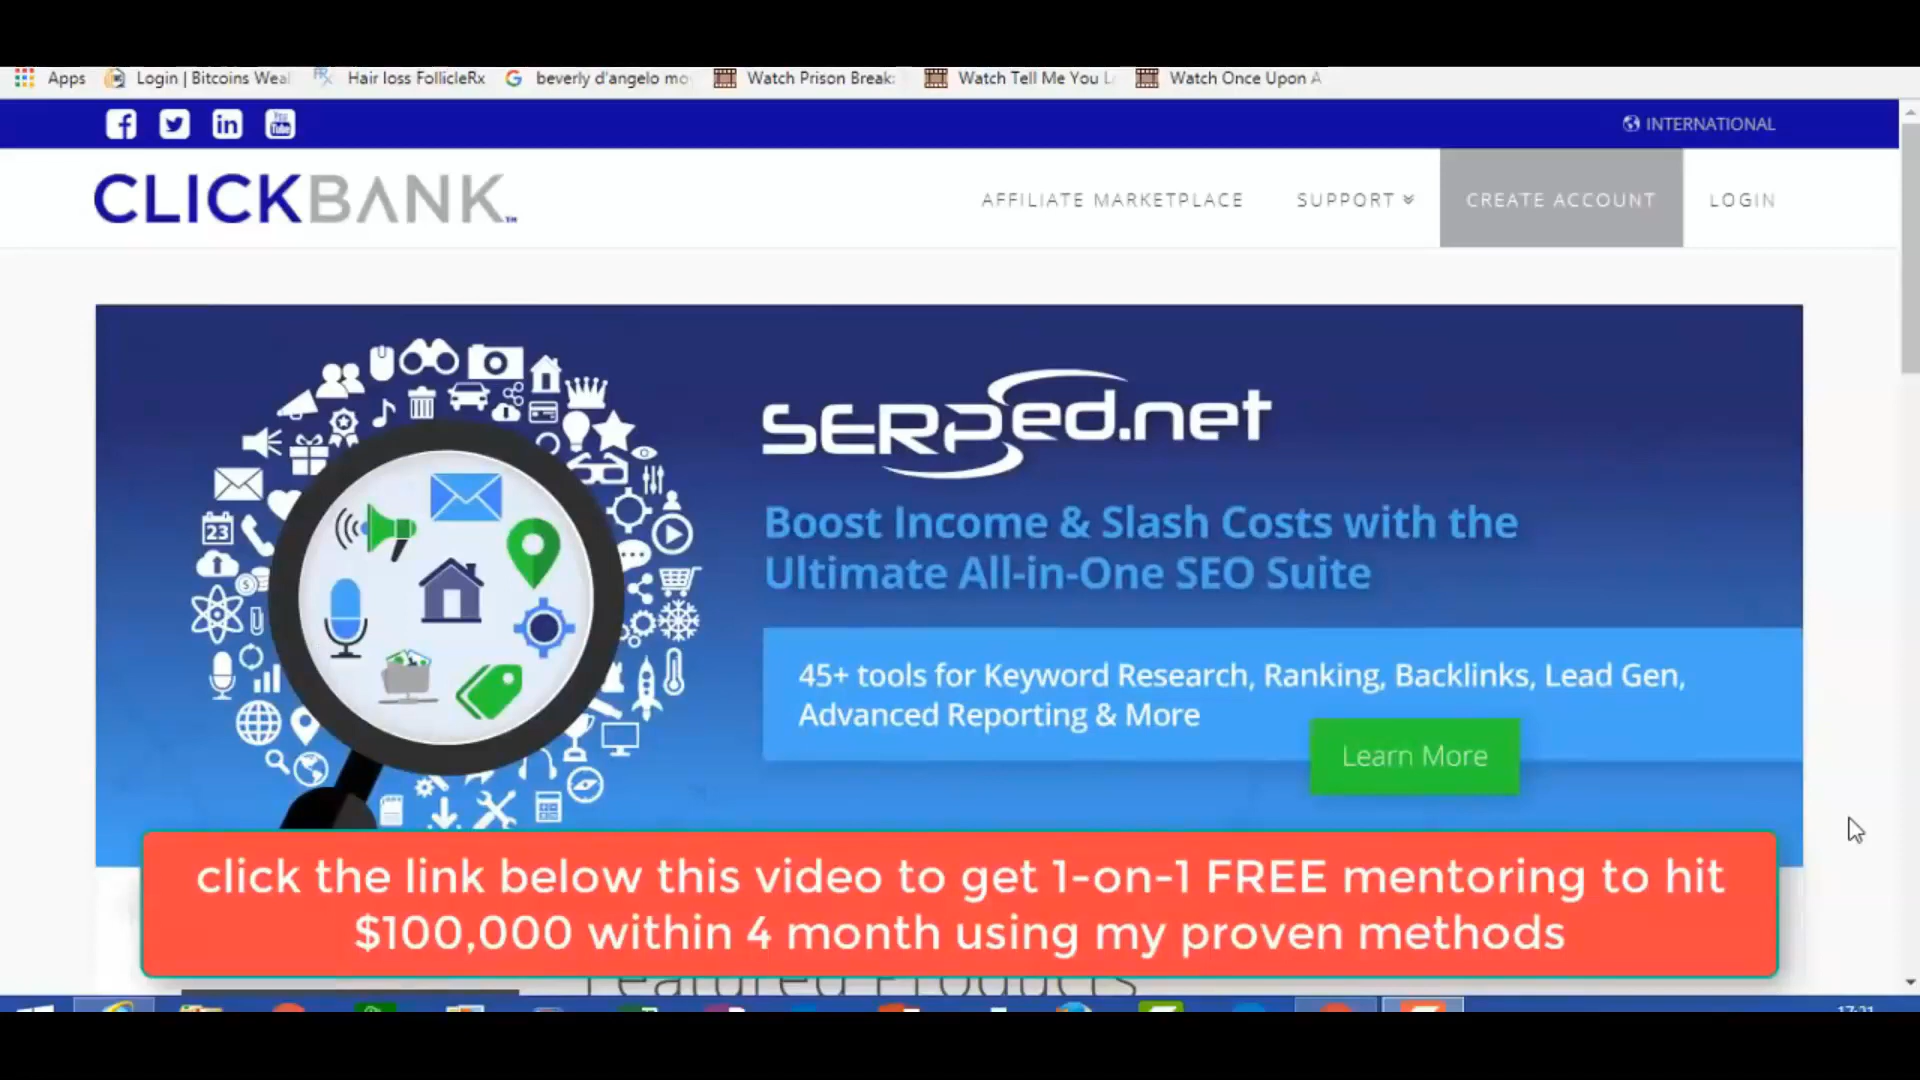 Apps Login | Bitcoins Weal Hair loss FollicleRx beverly d'angelo mo Watch Prison Break: Watch Tell Me You L Watch Once Upon A
INTERNATIONAL
CLICKBANK™
AFFILIATE MARKETPLACE SUPPORT CREATE ACCOUNT LOGIN
SERPed.net
Boost Income & Slash Costs with the
Ultimate All-in-One SEO Suite
45+ tools for Keyword Research, Ranking, Backlinks, Lead Gen,
Advanced Reporting & More
Learn More
23
click the link below this video to get 1-on-1 FREE mentoring to hit
$100,000 within 4 month using my proven methods
Featured Products